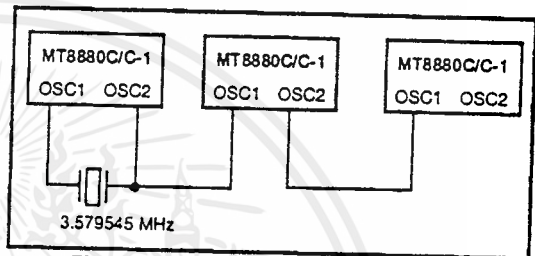 MT8880C/C-1 MT8880C/C-1 MT8880C/C-1
OSC1 OSC2 OSC1 OSC2 OSC1 OSC2
3.579545 MHz